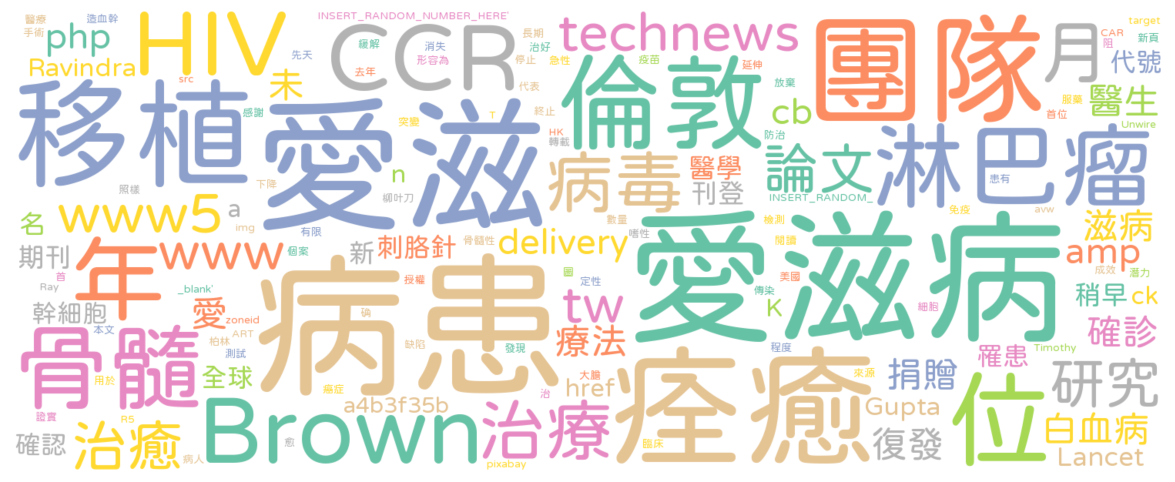 醫療
造血幹
INSERT_RANDOM_NUMBER_HERE'
target
手術
php
HIV
先天
CCR
緩解
消失
長期
technews
團隊
月
CAR
新頁
阻
代號
Ravindra
未
src
去年
形容為
停止
治好
急性
疫苗
延伸
放棄
服藥
首位
醫生
Unwire
移植
感謝
愛滋
突變
T
代表
終止
HK
轉載
倫敦
cb
防治
論文
淋巴瘤
患有
照樣
下降
n
柳叶刀
病毒
醫學
刊登
INSERT_RANDOM_
數量
免疫
avw
名
www5
a
img
有限
檢測
滋病
期刊
年
www
個案
新
刺胳針
骨髓性
delivery
嗜性
愛滋病
閱讀
amp
成效
首
Ray
_blank'
病患
授權
圖
定性
美國
傳染
潛力
稍早
ck
幹細胞
本文
愛
zoneid
碃
tw
K
細胞
確診
骨髓
ART
柏林
測試
缺陷
發現
療法
程度
Timothy
罹患
用於
全球
癌症
大腦
治
href
栓癒
來源
捐贈
位
研究
證實
R5
Brown
a4b3f35b
治療
Gupta
白血病
確認
治癒
病人
愈
pixabay
臨床
復發
Lancet